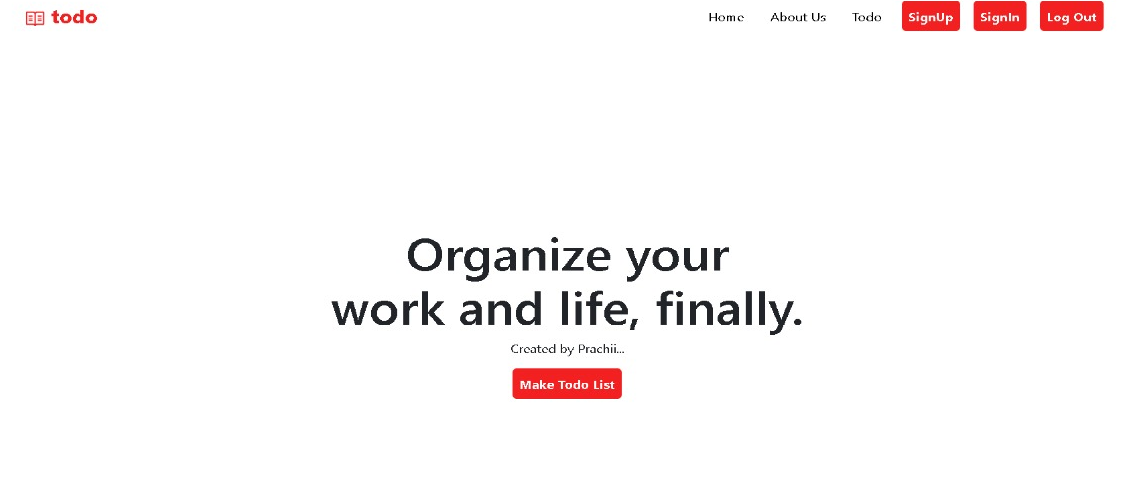 todo
Home About Us Todo SignUp SignIn Log Out
Organize your
work and life, finally.
Created by Prachii...
Make Todo List